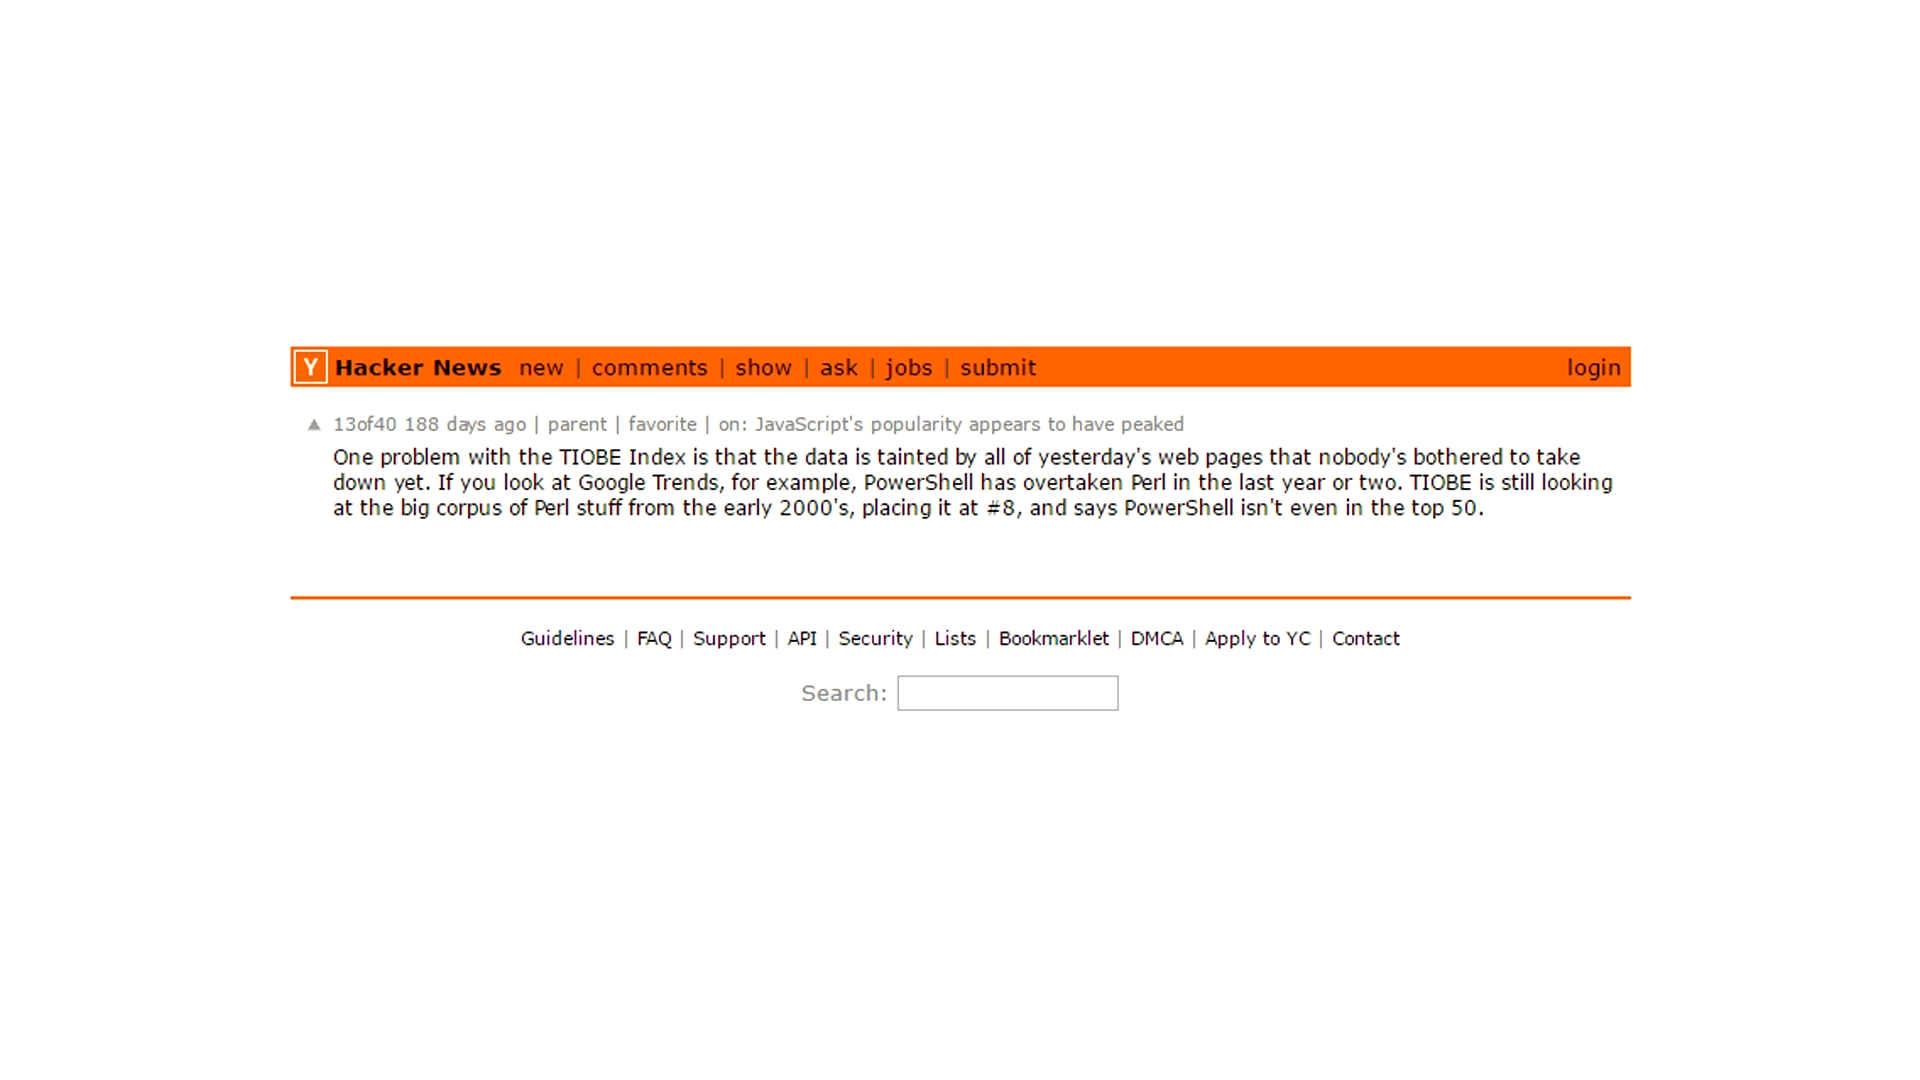 Y Hacker News new | comments | show | ask | jobs | submit login
▲ 13of40 188 days ago | parent | favorite | on: JavaScript's popularity appears to have peaked
One problem with the TIOBE Index is that the data is tainted by all of yesterday's web pages that nobody's bothered to take
down yet. If you look at Google Trends, for example, PowerShell has overtaken Perl in the last year or two. TIOBE is still looking
at the big corpus of Perl stuff from the early 2000's, placing it at #8, and says PowerShell isn't even in the top 50.
Guidelines | FAQ | Support | API | Security | Lists | Bookmarklet | DMCA | Apply to YC | Contact
Search: